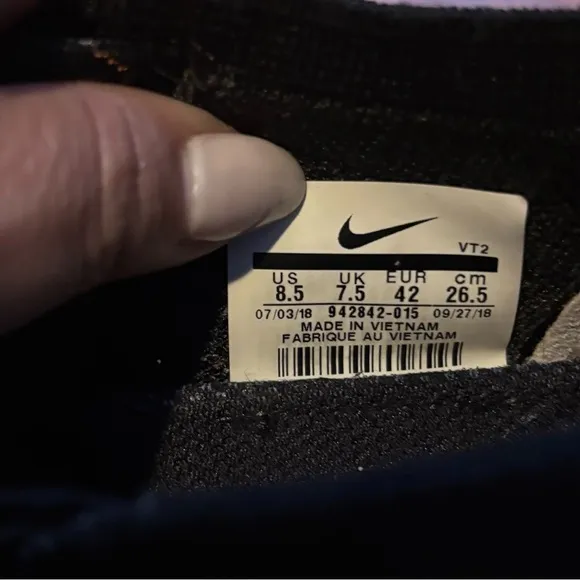 VT2
US UK EUR cm
8.5 7.5 42 26.5
07/03/18 942842-015 09/27/18
MADE IN VIETNAM
FABRIQUE AU VIETNAM